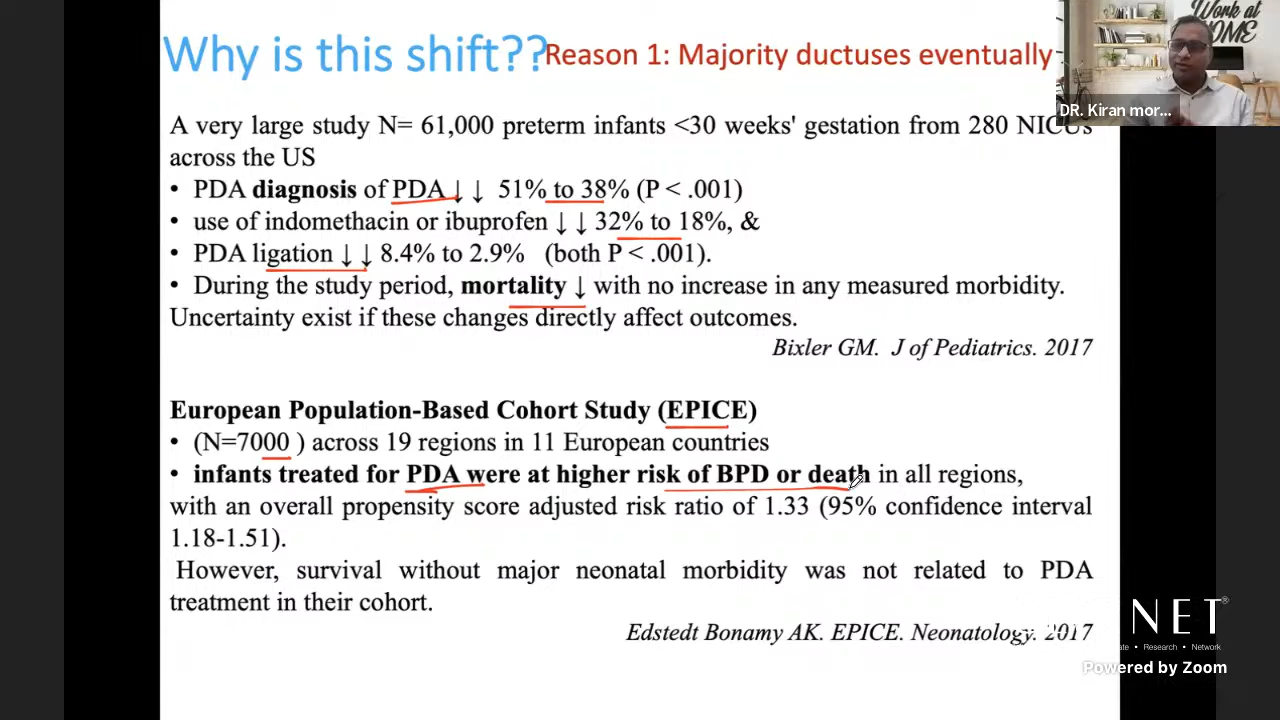 Why is this shift??Reason 1: Majority ductuses eventually
Work at
HOME
DR. Kiran mor...
A very large study N= 61,000 preterm infants <30 weeks' gestation from 280 NICUs
across the US
• PDA diagnosis of PDA ↓ ↓ 51% to 38% (P < .001)
• use of indomethacin or ibuprofen ↓ ↓ 32% to 18%, &
• PDA ligation ↓ ↓ 8.4% to 2.9% (both P < .001).
• During the study period, mortality ↓ with no increase in any measured morbidity.
Uncertainty exist if these changes directly affect outcomes.
Bixler GM. J of Pediatrics. 2017
European Population-Based Cohort Study (EPICE)
• (N=7000 ) across 19 regions in 11 European countries
• infants treated for PDA were at higher risk of BPD or death in all regions,
with an overall propensity score adjusted risk ratio of 1.33 (95% confidence interval
1.18-1.51).
However, survival without major neonatal morbidity was not related to PDA
treatment in their cohort.
Edstedt Bonamy AK. EPICE. Neonatology. 2017
NET®
• Research • Network
Powered by Zoom